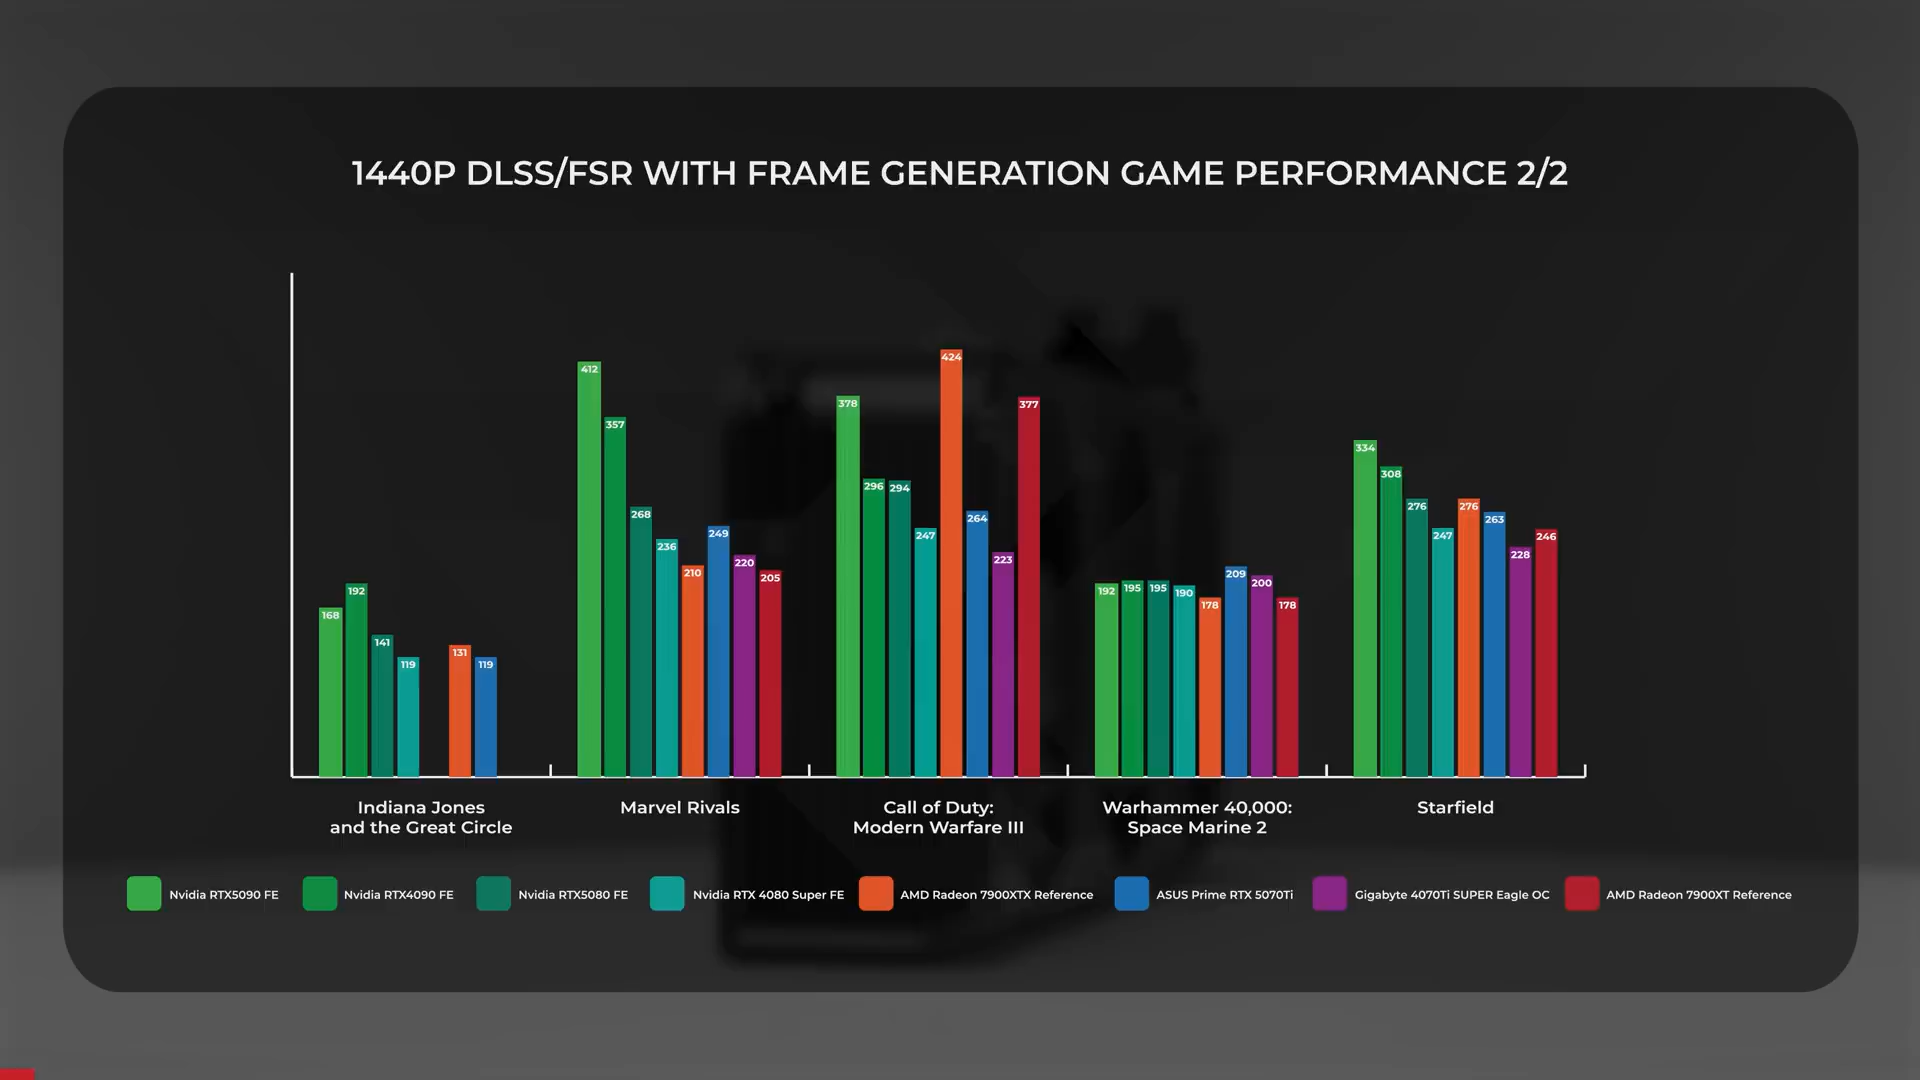 1440P DLSS/FSR WITH FRAME GENERATION GAME PERFORMANCE 2/2
168
192
141
119
131
119
412
357
268
236
210
249
220
205
378
296
294
247
424
264
223
377
192
195
195
190
178
209
200
178
334
308
276
247
276
263
228
246
Indiana Jones
and the Great Circle
Marvel Rivals
Call of Duty:
Modern Warfare III
Warhammer 40,000:
Space Marine 2
Starfield
Nvidia RTX5090 FE
Nvidia RTX4090 FE
Nvidia RTX5080 FE
Nvidia RTX 4080 Super FE
AMD Radeon 7900XTX Reference
ASUS Prime RTX 5070Ti
Gigabyte 4070Ti SUPER Eagle OC
AMD Radeon 7900XT Reference